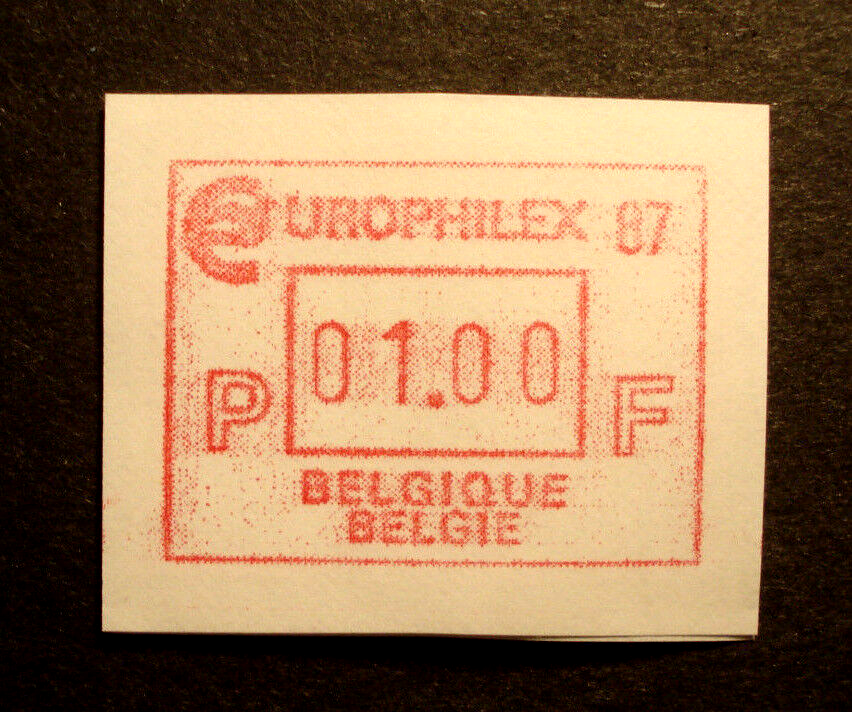 EUROPHILEX 87
01.00
P F
BELGIQUE
BELGIE